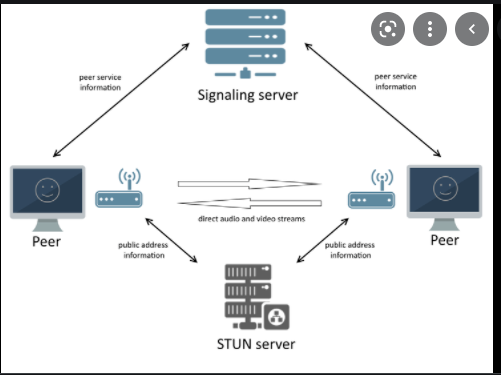 Signaling server
peer service
information
peer service
information
Peer
Peer
direct audio and video streams
public address
information
public address
information
STUN server